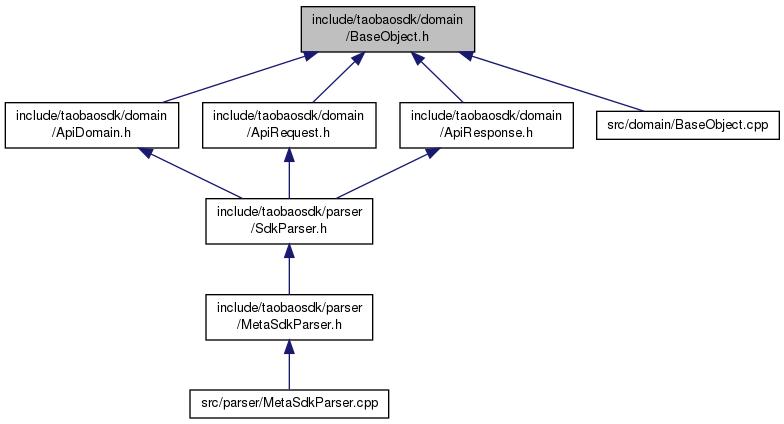 include/taobaosdk/domain
/BaseObject.h
include/taobaosdk/domain
/ApiDomain.h
include/taobaosdk/domain
/ApiRequest.h
include/taobaosdk/domain
/ApiResponse.h
src/domain/BaseObject.cpp
include/taobaosdk/parser
/SdkParser.h
include/taobaosdk/parser
/MetaSdkParser.h
src/parser/MetaSdkParser.cpp